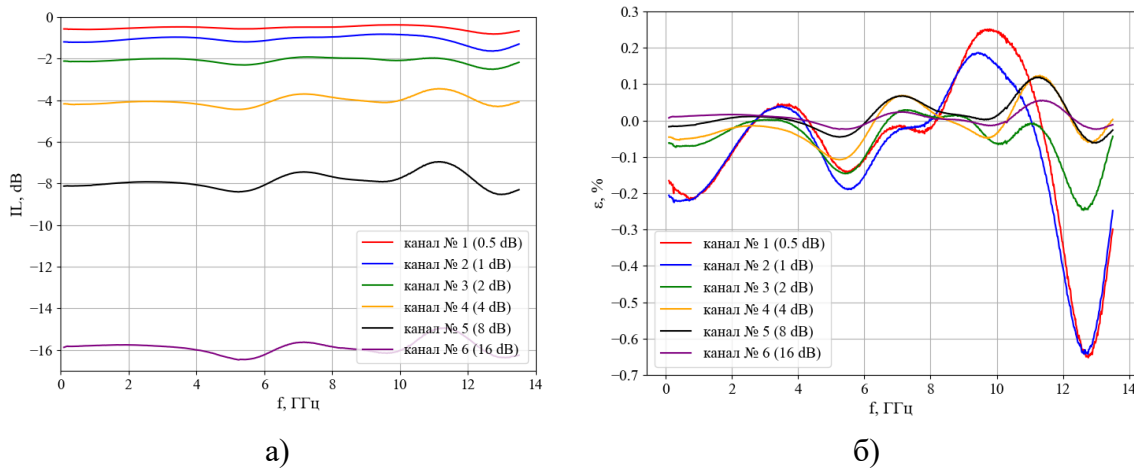 0
−2
−4
−6
−8
−10
−12
−14
−16
IL, dB
канал № 1 (0.5 dB)
канал № 2 (1 dB)
канал № 3 (2 dB)
канал № 4 (4 dB)
канал № 5 (8 dB)
канал № 6 (16 dB)
0 2 4 6 8 10 12 14
f, ГГц
а)
0.3
0.2
0.1
0.0
−0.1
−0.2
−0.3
−0.4
−0.5
−0.6
−0.7
ε, %
канал № 1 (0.5 dB)
канал № 2 (1 dB)
канал № 3 (2 dB)
канал № 4 (4 dB)
канал № 5 (8 dB)
канал № 6 (16 dB)
0 2 4 6 8 10 12 14
f, ГГц
б)